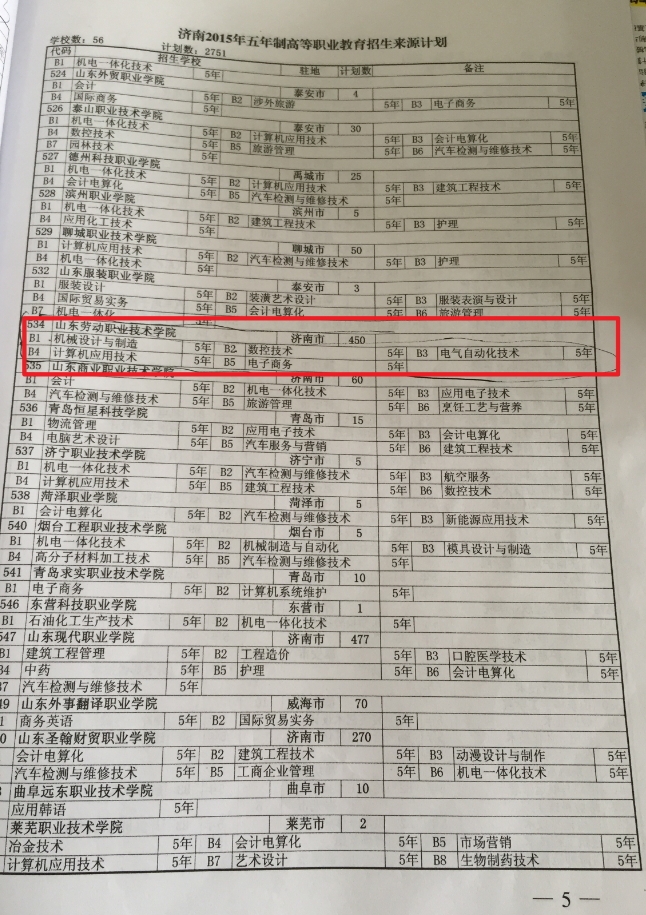 济南2015年五年制高等职业教育招生来源计划
学校数：56 计划数：2751
代码 招生学校 驻地 计划数 备注
B1 机电一体化技术 5年
524 山东外贸职业学院 泰安市 4
B1 会计 5年 B2 涉外旅游 5年 B3 电子商务 5年
B4 国际商务 5年
526 泰山职业技术学院 泰安市 30
B1 机电一体化技术 5年 B2 计算机应用技术 5年 B3 会计电算化 5年
B4 数控技术 5年 B5 旅游管理 5年 B6 汽车检测与维修技术 5年
B7 园林技术 5年
527 德州科技职业学院 禹城市 25
B1 机电一体化技术 5年 B2 计算机应用技术 5年 B3 建筑工程技术 5年
B4 会计电算化 5年 B5 汽车检测与维修技术 5年
528 滨州职业学院 滨州市 5
B1 机电一体化技术 5年 B2 建筑工程技术 5年 B3 护理 5年
B4 应用化工技术 5年
529 聊城职业技术学院 聊城市 50
B1 计算机应用技术 5年 B2 汽车检测与维修技术 5年 B3 护理 5年
B4 机电一体化技术 5年
532 山东服装职业学院 泰安市 3
B1 服装设计 5年 B2 装潢艺术设计 5年 B3 服装表演与设计 5年
B4 国际贸易实务 5年 B5 会计电算化 5年 B6 旅游管理 5年
B7 机电一体化 5年
534 山东劳动职业技术学院 济南市 450
B1 机械设计与制造 5年 B2 数控技术 5年 B3 电气自动化技术 5年
B4 计算机应用技术 5年 B5 电子商务 5年
535 山东商业职业技术学院 济南市 60
B1 会计 5年 B2 机电一体化技术 5年 B3 应用电子技术 5年
B4 汽车检测与维修技术 5年 B5 旅游管理 5年 B6 烹饪工艺与营养 5年
536 青岛恒星科技学院 青岛市 15
B1 物流管理 5年 B2 应用电子技术 5年 B3 会计电算化 5年
B4 电脑艺术设计 5年 B5 汽车服务与营销 5年 B6 建筑工程技术 5年
537 济宁职业技术学院 济宁市 5
B1 机电一体化技术 5年 B2 汽车检测与维修技术 5年 B3 航空服务 5年
B4 计算机应用技术 5年 B5 建筑工程技术 5年 B6 数控技术 5年
538 菏泽职业学院 菏泽市 5
B1 会计电算化 5年 B2 汽车检测与维修技术 5年 B3 新能源应用技术 5年
540 烟台工程职业技术学院 烟台市 5
B1 机电一体化技术 5年 B2 机械制造与自动化 5年 B3 模具设计与制造 5年
B4 高分子材料加工技术 5年 B5 汽车检测与维修技术 5年
541 青岛求实职业技术学院 青岛市 10
B1 电子商务 5年 B2 计算机系统维护 5年
546 东营科技职业学院 东营市 1
B1 石油化工生产技术 5年 B2 机电一体化技术 5年
547 山东现代职业学院 济南市 477
B1 建筑工程管理 5年 B2 工程造价 5年 B3 口腔医学技术 5年
B4 中药 5年 B5 护理 5年 B6 会计电算化 5年
B7 汽车检测与维修技术 5年
49 山东外事翻译职业学院 威海市 70
1 商务英语 5年 B2 国际贸易实务 5年
0 山东圣翰财贸职业学院 济南市 270
会计电算化 5年 B2 建筑工程技术 5年 B3 动漫设计与制作 5年
汽车检测与维修技术 5年 B5 工商企业管理 5年 B6 机电一体化技术 5年
曲阜远东职业技术学院 曲阜市 10
应用韩语 5年
莱芜职业技术学院 莱芜市 2
冶金技术 5年 B4 会计电算化 5年 B5 市场营销 5年
计算机应用技术 5年 B7 艺术设计 5年 B8 生物制药技术 5年
— 5 —